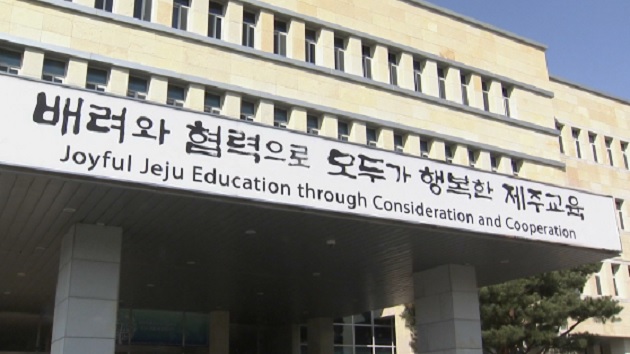 배려와 협력으로 모두가 행복한 제주교육
Joyful Jeju Education through Consideration and Cooperation